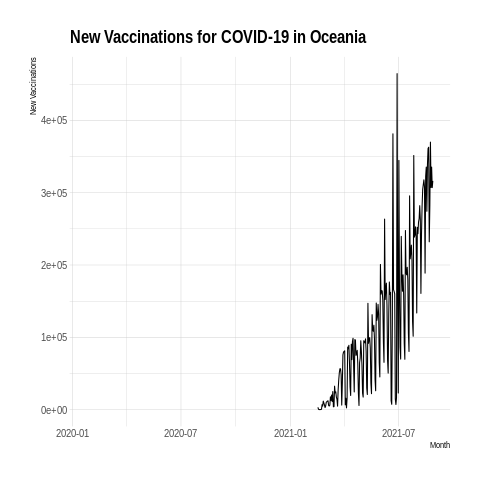 New Vaccinations for COVID-19 in Oceania
New Vaccinations
4e+05
3e+05
2e+05
1e+05
0e+00
2020-01 2020-07 2021-01 2021-07
Month